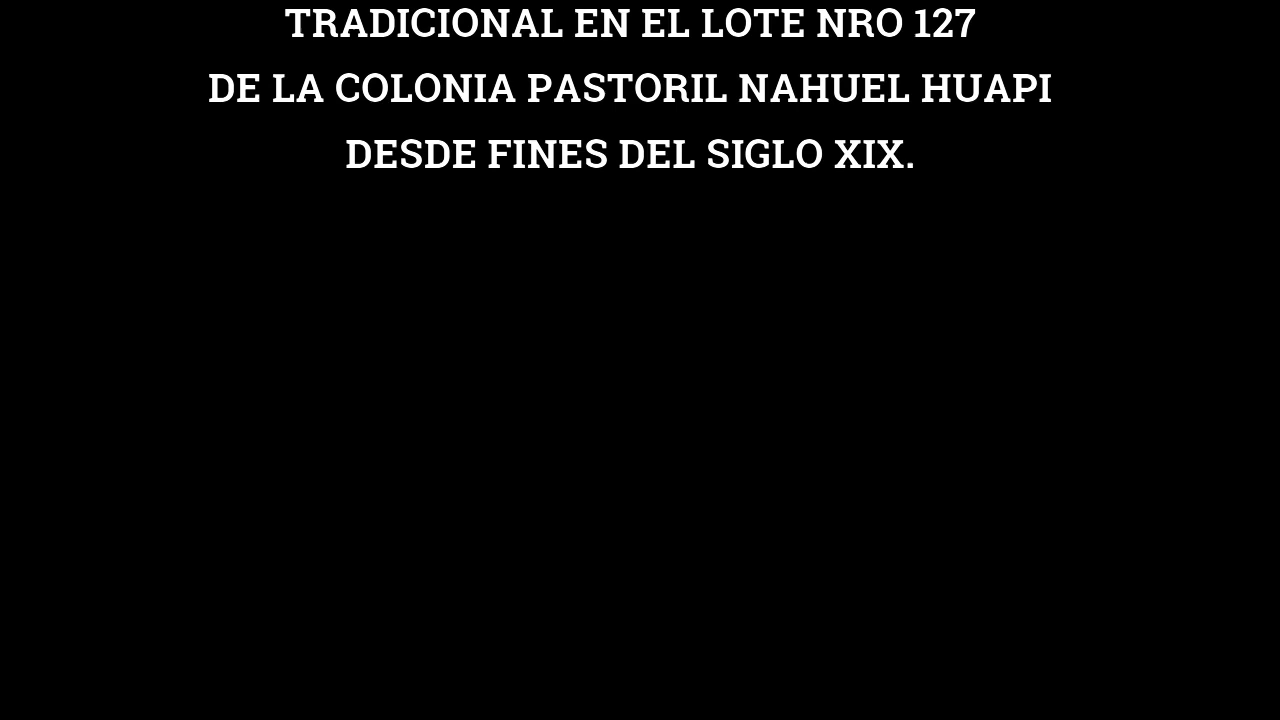 TRADICIONAL EN EL LOTE NRO 127
DE LA COLONIA PASTORIL NAHUEL HUAPI
DESDE FINES DEL SIGLO XIX.